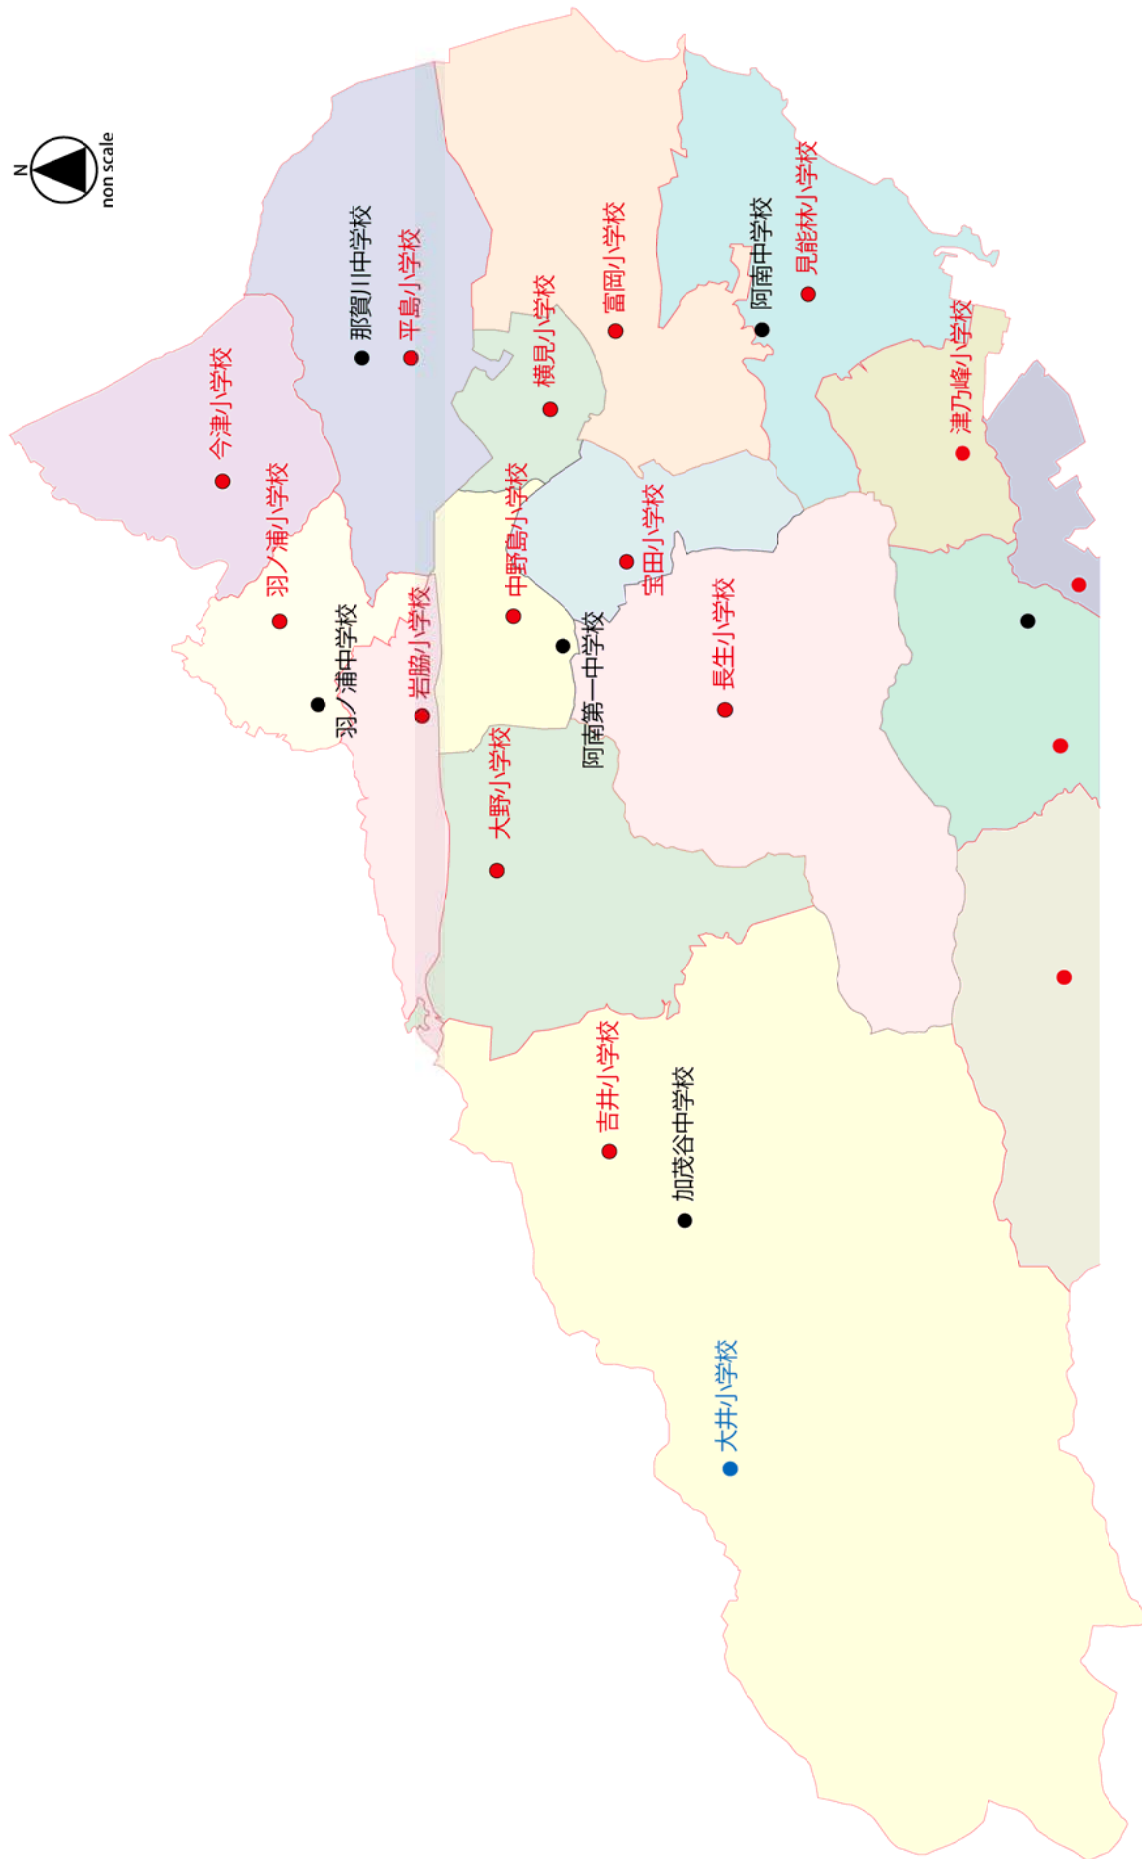 N
non scale
今津小学校
羽ノ浦小学校
羽ノ浦中学校
那賀川中学校
平島小学校
岩脇小学校
大野小学校
中野島小学校
横見小学校
阿南第一中学校
富岡小学校
宝田小学校
吉井小学校
加茂谷中学校
長生小学校
大井小学校
阿南中学校
見能林小学校
津乃峰小学校